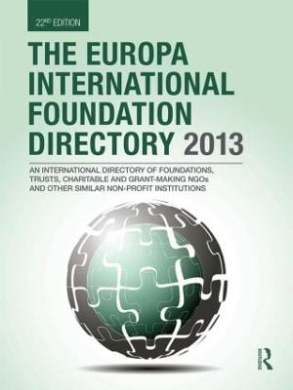 22ND EDITION
THE EUROPA
INTERNATIONAL
FOUNDATION
DIRECTORY 2013
AN INTERNATIONAL DIRECTORY OF FOUNDATIONS,
TRUSTS, CHARITABLE AND GRANT-MAKING NGOs
AND OTHER SIMILAR NON-PROFIT INSTITUTIONS
R